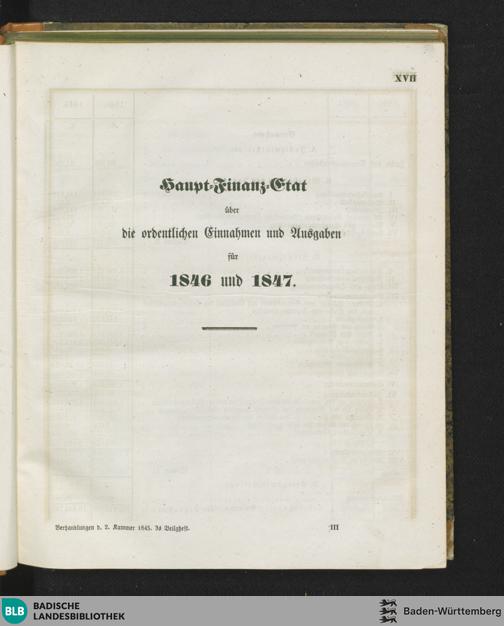 XVII
Haupt-Finanz-Etat
über
die ordentlichen Einnahmen und Ausgaben
für
1846 und 1847.
Verhandlungen d. 2. Kammer 1845. 3s Beilgheft.
III
BLB
BADISCHE
LANDESBIBLIOTHEK
Baden-Württemberg